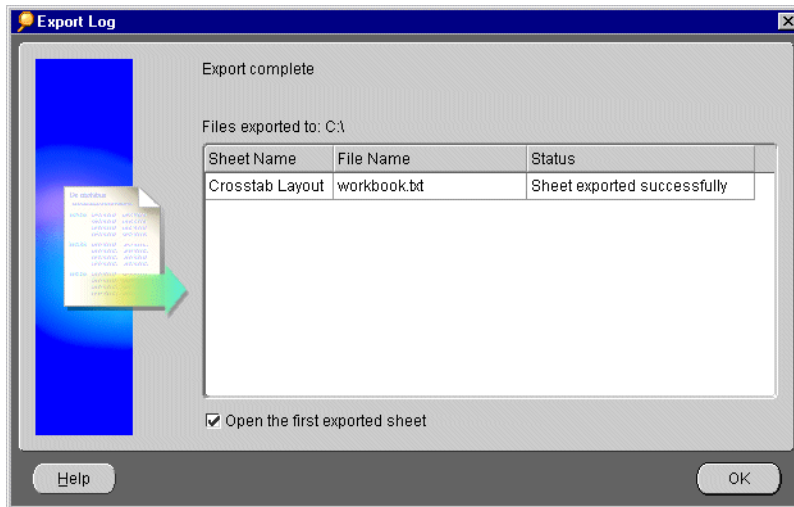 Export Log
Export complete
Files exported to: C:\
Sheet Name File Name Status
Crosstab Layout workbook.txt Sheet exported successfully
Open the first exported sheet
Help OK